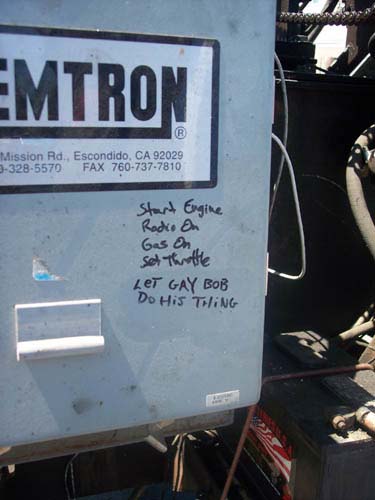 EMTRON
®
Mission Rd., Escondido, CA 92029
-328-5570 FAX 760-737-7810
Start Engine
Radio On
Gas On
Set Throttle
LET GAY BOB
DO HIS THING